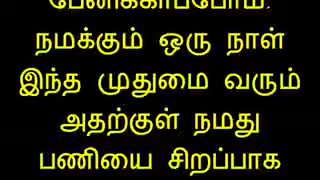 பேணிக்காப்போம்.
நமக்கும் ஒரு நாள்
இந்த முதுமை வரும்
அதற்குள் நமது
பணியை சிறப்பாக